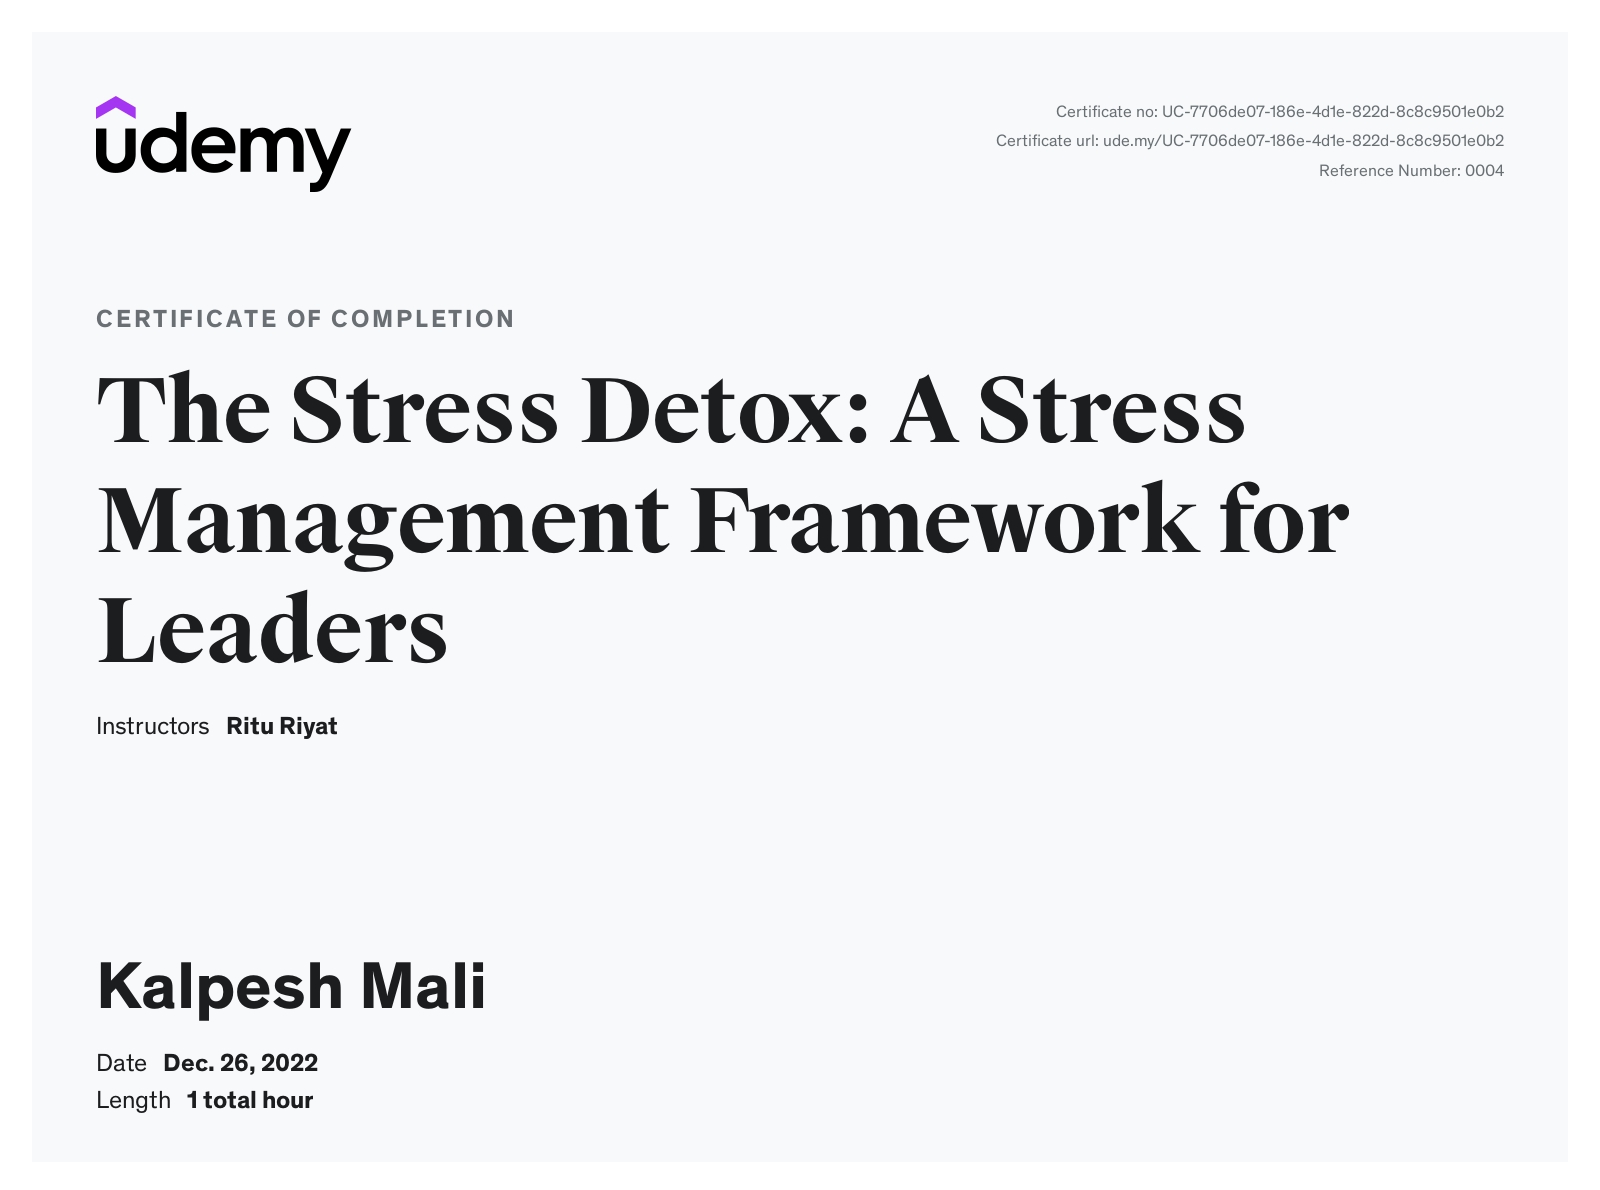 udemy
Certificate no: UC-7706de07-186e-4d1e-822d-8c8c9501e0b2
Certificate url: ude.my/UC-7706de07-186e-4d1e-822d-8c8c9501e0b2
Reference Number: 0004
CERTIFICATE OF COMPLETION
The Stress Detox: A Stress
Management Framework for
Leaders
Instructors Ritu Riyat
Kalpesh Mali
Date Dec. 26, 2022
Length 1 total hour